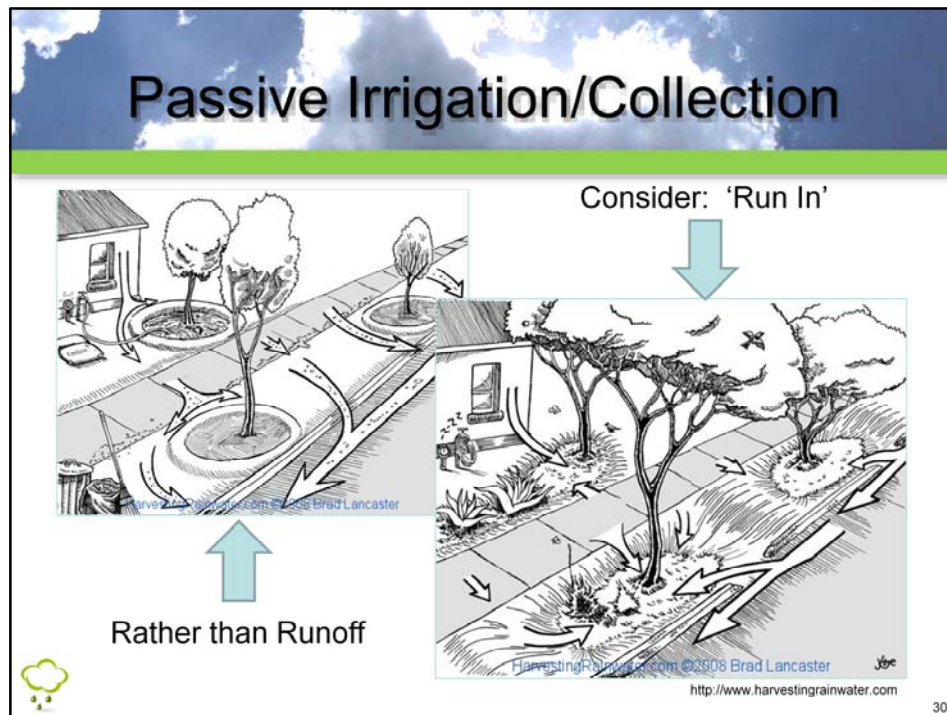 Passive Irrigation/Collection
Consider: ‘Run In’
HarvestingRainwater.com ©2008 Brad Lancaster
Rather than Runoff
zzz
HarvestingRainwater.com ©2008 Brad Lancaster
http://www.harvestingrainwater.com
30